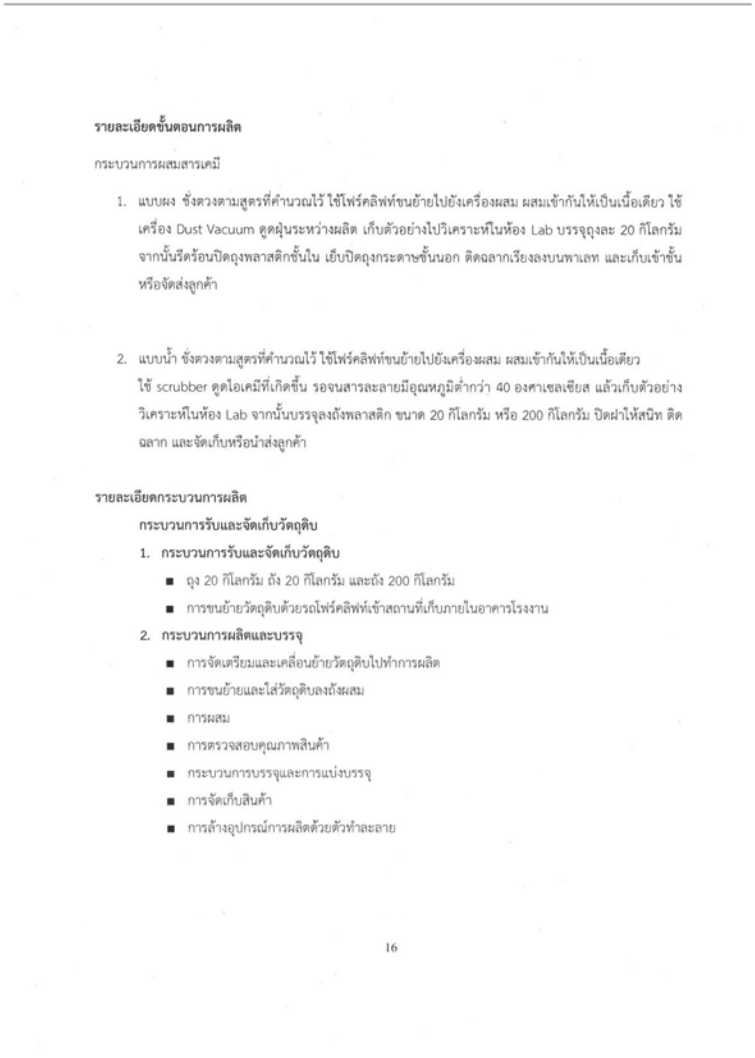 รายละเอียดขั้นตอนการผลิต
กระบวนการผสมสารเคมี
1. แบบผง ชั่งตวงตามสูตรที่คำนวณไว้ ใช้โฟร์คลิฟท์ขนย้ายไปยังเครื่องผสม ผสมเข้ากันให้เป็นเนื้อเดียว ใช้
เครื่อง Dust Vacuum ดูดฝุ่นระหว่างผลิต เก็บตัวอย่างไปวิเคราะห์ในห้อง Lab บรรจุถุงละ 20 กิโลกรัม
จากนั้นรีดร้อนปิดถุงพลาสติกชั้นใน เย็บปิดถุงกระดาษชั้นนอก ติดฉลากเรียงลงบนพาเลท และเก็บเข้าชั้น
หรือจัดส่งลูกค้า
2. แบบน้ำ ชั่งตวงตามสูตรที่คำนวณไว้ ใช้โฟร์คลิฟท์ขนย้ายไปยังเครื่องผสม ผสมเข้ากันให้เป็นเนื้อเดียว
ใช้ scrubber ดูดไอเคมีที่เกิดขึ้น รอจนสารละลายมีอุณหภูมิต่ำกว่า 40 องศาเซลเซียส แล้วเก็บตัวอย่าง
วิเคราะห์ในห้อง Lab จากนั้นบรรจุลงถังพลาสติก ขนาด 20 กิโลกรัม หรือ 200 กิโลกรัม ปิดฝาให้สนิท ติด
ฉลาก และจัดเก็บหรือนำส่งลูกค้า
รายละเอียดกระบวนการผลิต
กระบวนการรับและจัดเก็บวัตถุดิบ
1. กระบวนการรับและจัดเก็บวัตถุดิบ
■ ถุง 20 กิโลกรัม ถัง 20 กิโลกรัม และถัง 200 กิโลกรัม
■ การขนย้ายวัตถุดิบด้วยรถโฟร์คลิฟท์เข้าสถานที่เก็บภายในอาคารโรงงาน
2. กระบวนการผลิตและบรรจุ
■ การจัดเตรียมและเคลื่อนย้ายวัตถุดิบไปทำการผลิต
■ การขนย้ายและใส่วัตถุดิบลงถังผสม
■ การผสม
■ การตรวจสอบคุณภาพสินค้า
■ กระบวนการบรรจุและการแบ่งบรรจุ
■ การจัดเก็บสินค้า
■ การล้างอุปกรณ์การผลิตด้วยตัวทำละลาย
16